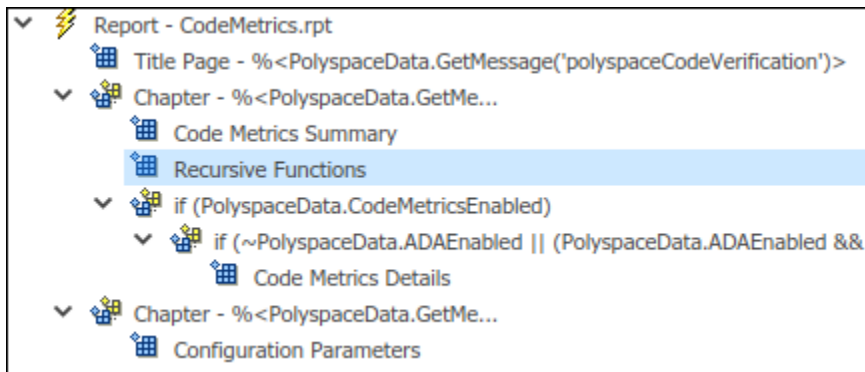 Report - CodeMetrics.rpt
Title Page - %<PolyspaceData.GetMessage('polyspaceCodeVerification')>
Chapter - %<PolyspaceData.GetMe...
Code Metrics Summary
Recursive Functions
if (PolyspaceData.CodeMetricsEnabled)
if (~PolyspaceData.ADAEnabled || (PolyspaceData.ADAEnabled &&
Code Metrics Details
Chapter - %<PolyspaceData.GetMe...
Configuration Parameters